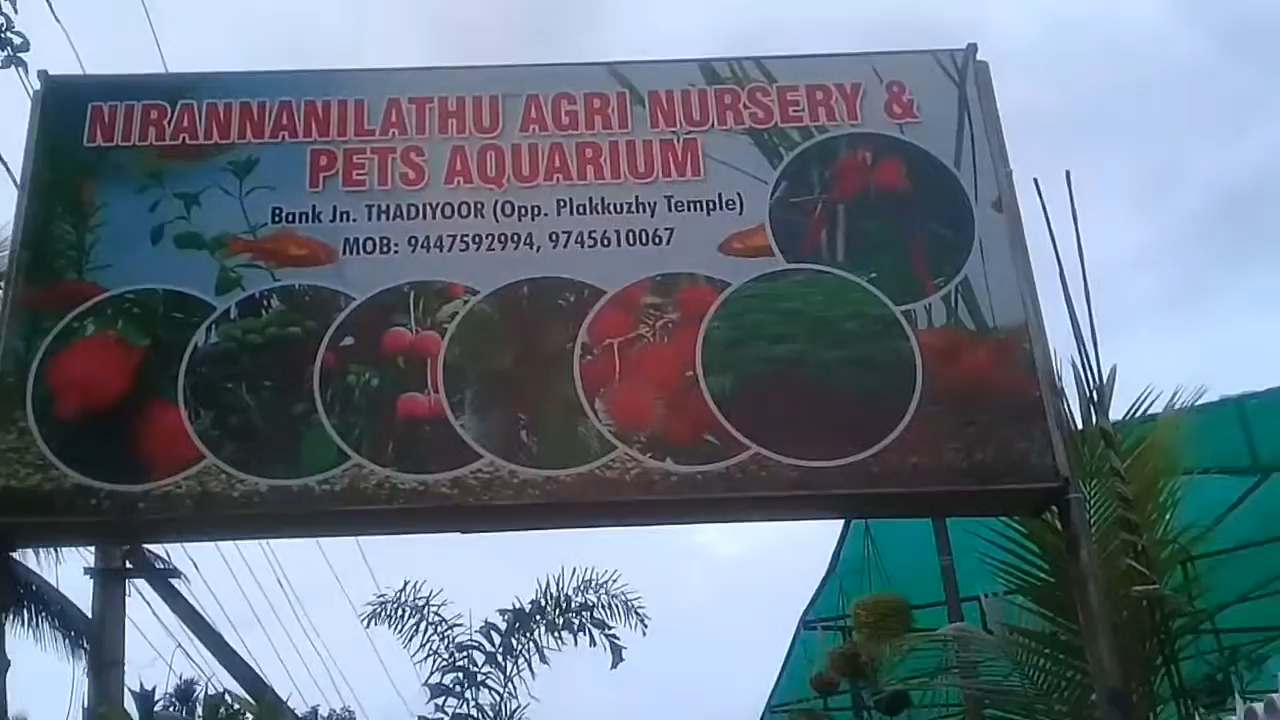 NIRANNANILATHU AGRI NURSERY &
PETS AQUARIUM
Bank Jn. THADIYOOR (Opp. Plakkuzhy Temple)
MOB: 9447592994, 9745610067